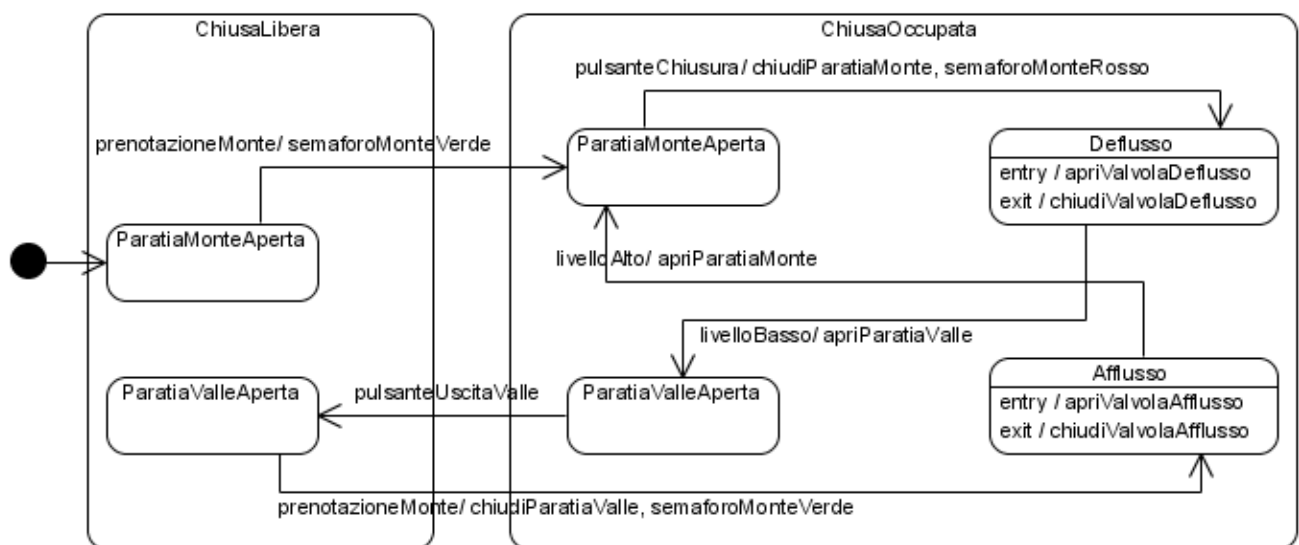 ChiusaLibera
ChiusaOccupata
pulsanteChiusura/ chiudiParatiaMonte, semaforoMonteRosso
prenotazioneMonte/ semaforoMonteVerde
ParatiaMonteAperta
Deflusso
entry / apriValvolaDeflusso
exit / chiudiValvolaDeflusso
ParatiaMonteAperta
livelloAlto/ apriParatiaMonte
livelloBasso/ apriParatiaValle
ParatiaValleAperta
pulsanteUscitaValle
ParatiaValleAperta
Afflusso
entry / apriValvolaAfflusso
exit / chiudiValvolaAfflusso
prenotazioneMonte/ chiudiParatiaValle, semaforoMonteVerde